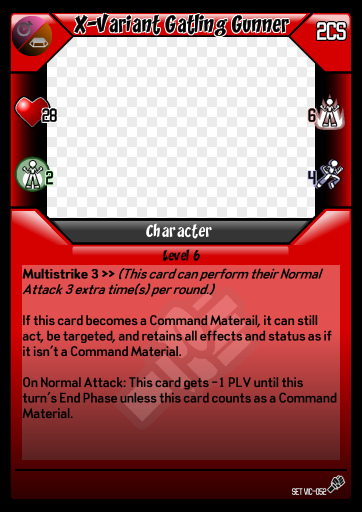 X-Variant Gatling Gunner
2CS
28
6
2
4
Character
Level 6
Multistrike 3 >> (This card can perform their Normal
Attack 3 extra time(s) per round.)
If this card becomes a Command Materail, it can still
act, be targeted, and retains all effects and status as if
it isn't a Command Material.
On Normal Attack: This card gets -1 PLV until this
turn's End Phase unless this card counts as a Command
Material.
SET VIC-052